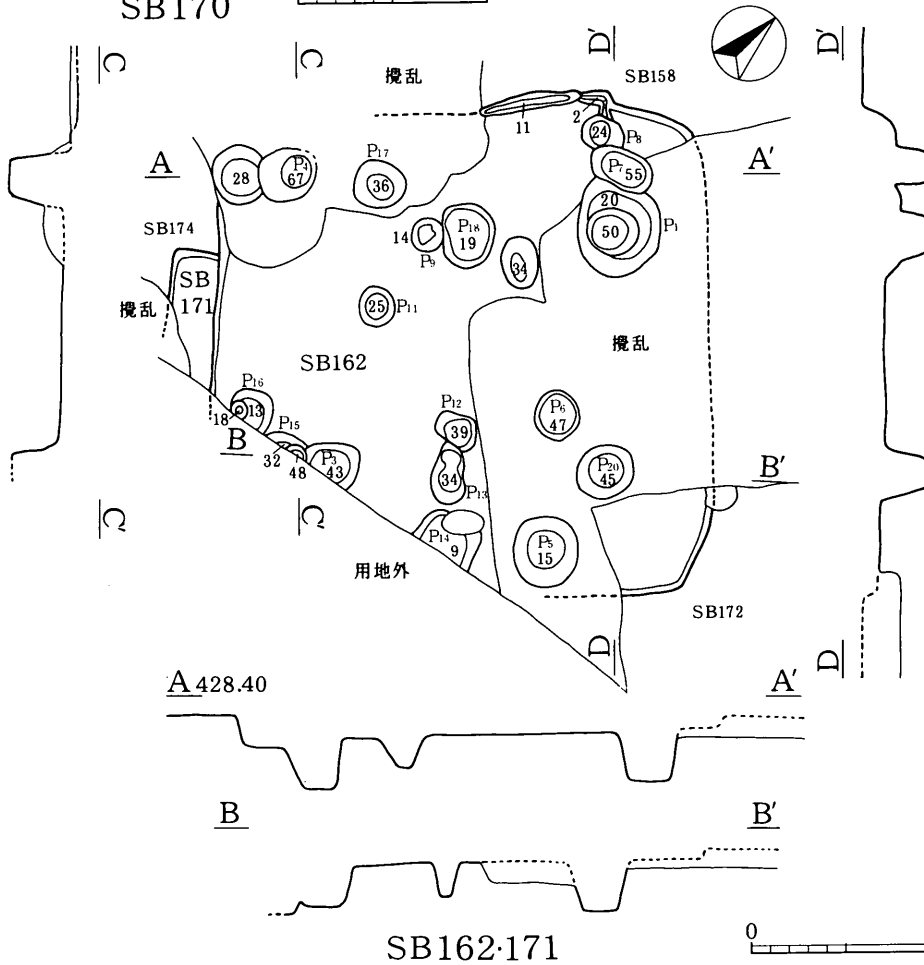 SB170
C
C
D'
D'
攪乱
SB158
2
11
24
P8
A
A'
28
P4
67
P17
36
P7
55
20
50
P1
SB174
14
P9
P18
19
34
SB
171
攪乱
25
P11
攪乱
SB162
P16
13
18
P15
32
48
B
P3
43
P12
39
34
P13
P6
47
P20
45
B'
C'
C'
P14
9
P5
15
用地外
SB172
D
D
A 428.40
A'
B
B'
SB162·171
0